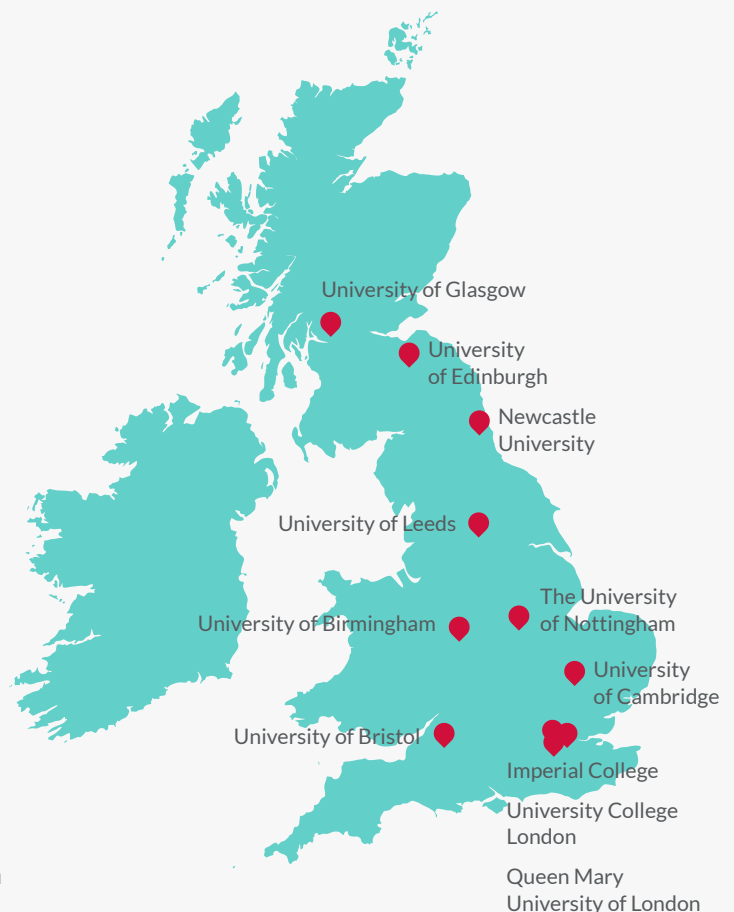 University of Glasgow
University
of Edinburgh
Newcastle
University
University of Leeds
The University
of Nottingham
University of Birmingham
University
of Cambridge
University of Bristol
Imperial College
University College
London
Queen Mary
University of London